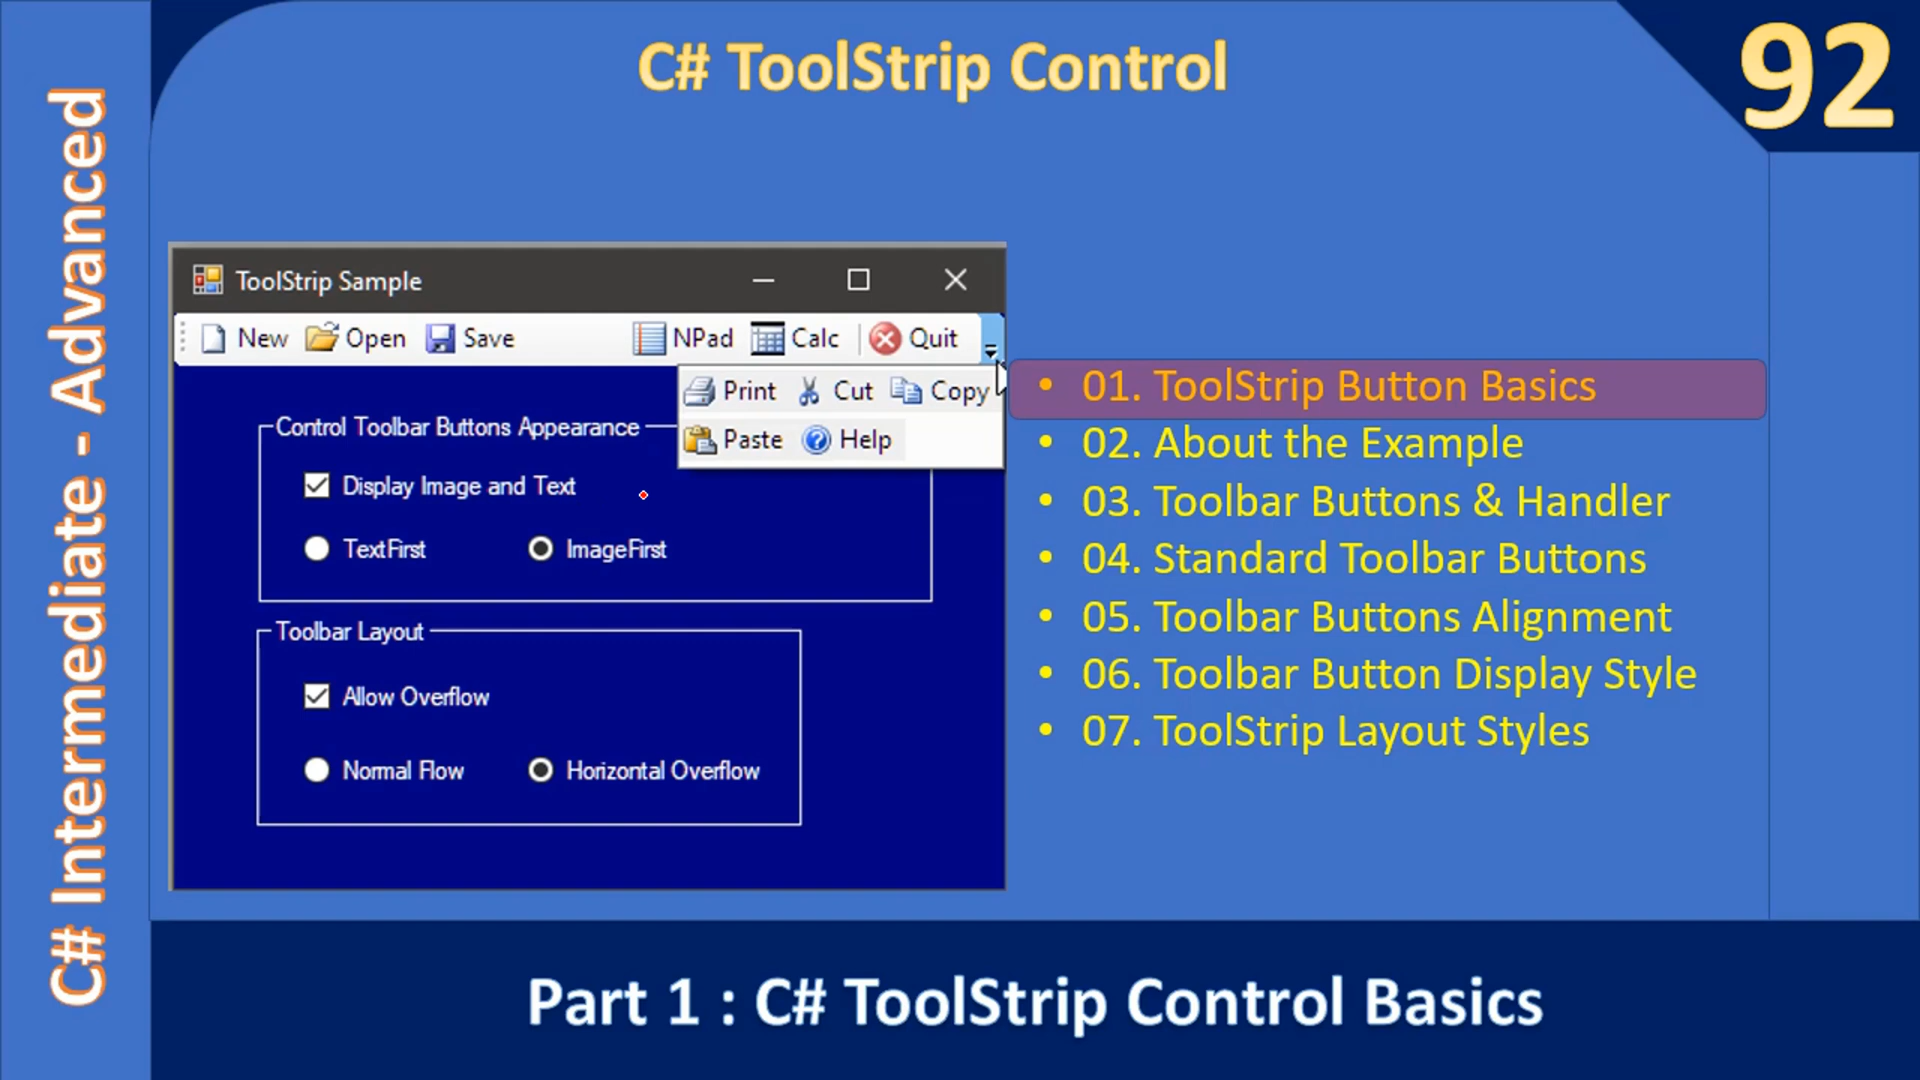 C# ToolStrip Control
92
C# Intermediate - Advanced
ToolStrip Sample
New Open Save NPad Calc Quit
Print Cut Copy
Paste Help
Control Toolbar Buttons Appearance
Display Image and Text
TextFirst ImageFirst
Toolbar Layout
Allow Overflow
Normal Flow Horizontal Overflow
• 01. ToolStrip Button Basics
• 02. About the Example
• 03. Toolbar Buttons & Handler
• 04. Standard Toolbar Buttons
• 05. Toolbar Buttons Alignment
• 06. Toolbar Button Display Style
• 07. ToolStrip Layout Styles
Part 1 : C# ToolStrip Control Basics